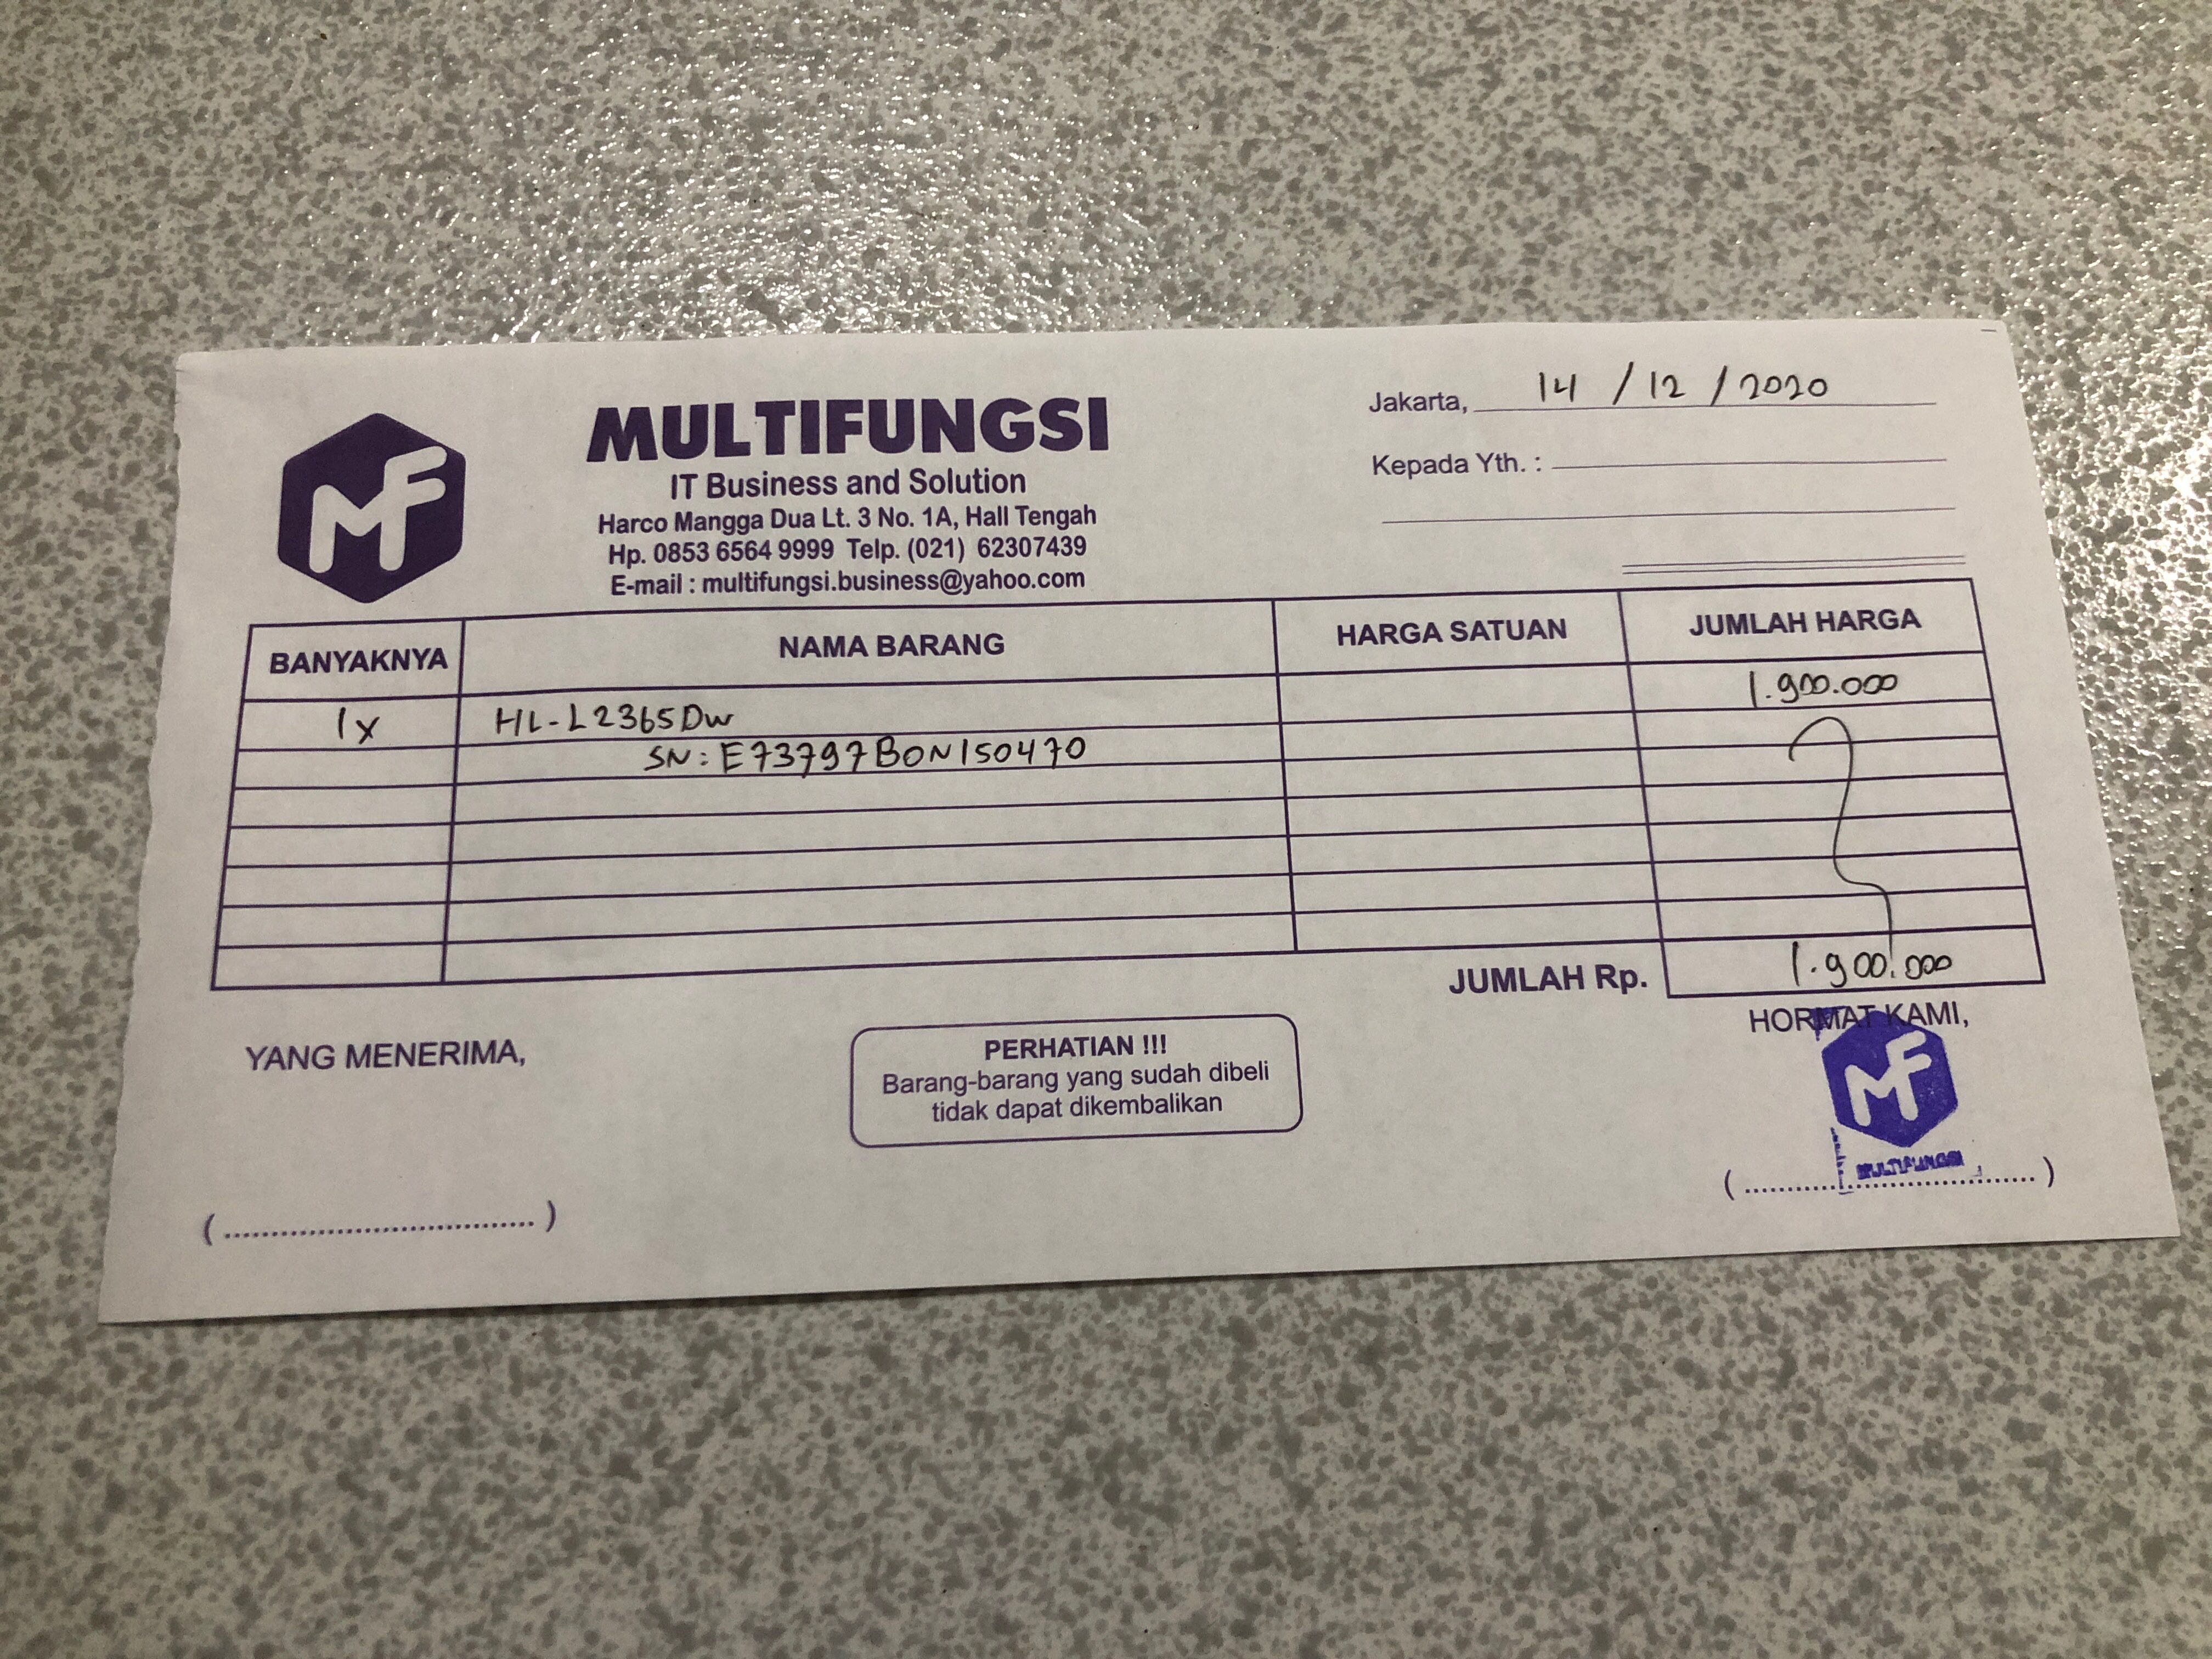 MF
MULTIFUNGSI
IT Business and Solution
Harco Mangga Dua Lt. 3 No. 1A, Hall Tengah
Hp. 0853 6564 9999 Telp. (021) 62307439
E-mail : multifungsi.business@yahoo.com
Jakarta, 14 / 12 / 2020
Kepada Yth. :
BANYAKNYA NAMA BARANG HARGA SATUAN JUMLAH HARGA
1x HL-L2365Dw 1.900.000
SN: E73797B0N150470
JUMLAH Rp. 1.900.000
YANG MENERIMA,
PERHATIAN !!!
Barang-barang yang sudah dibeli
tidak dapat dikembalikan
HORMAT KAMI,
MF
MULTIFUNGSI
(................................)
(................................)